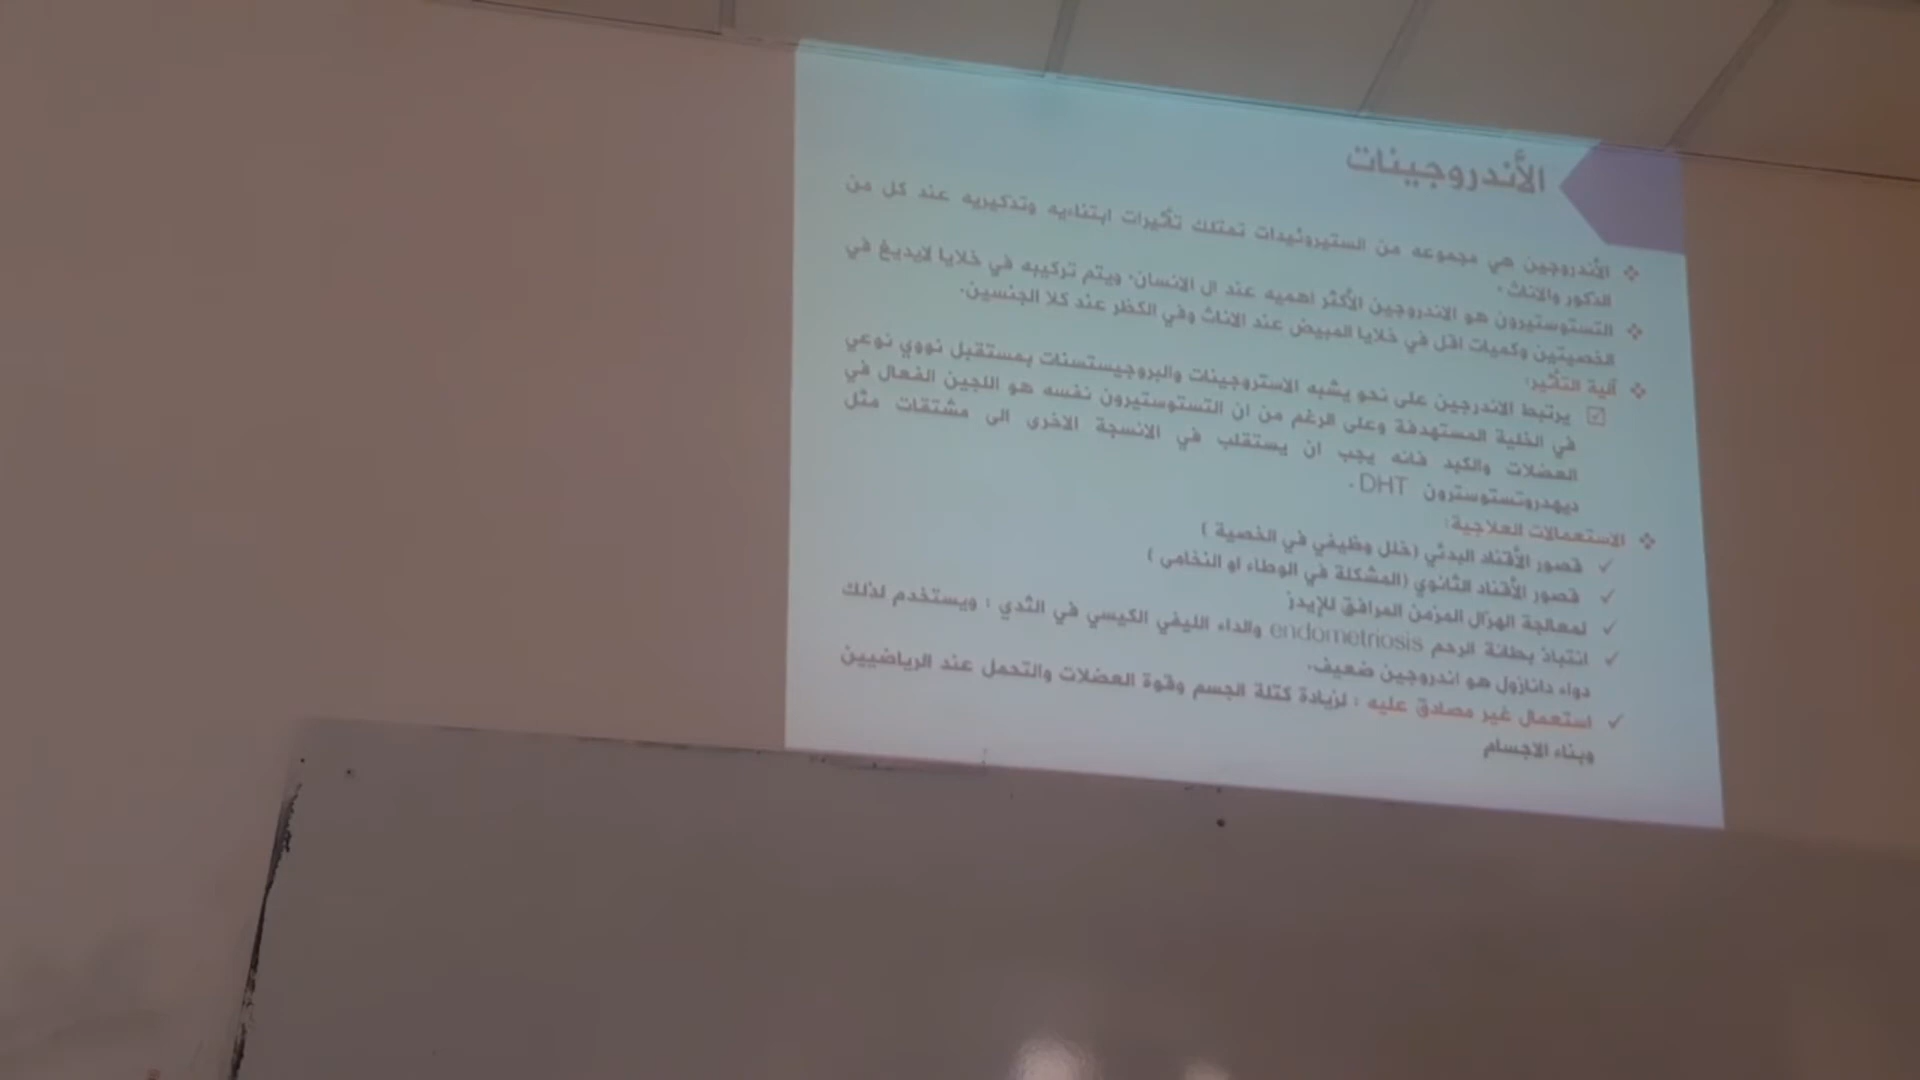 الأندروجينات
❖ الأندروجين هي مجموعه من الستيروئيدات تمتلك تأثيرات ابتناءيه وتذكيريه عند كل من
الذكور والاناث .
❖ التستوستيرون هو الاندروجين الأكثر اهميه عند ال الانسان. ويتم تركيبه في خلايا لايديغ في
الخصيتين وكميات اقل في خلايا المبيض عند الاناث وفي الكظر عند كلا الجنسين.
❖ آلية التأثير:
☑ يرتبط الاندرجين على نحو يشبه الاستروجينات والبروجيستسنات بمستقبل نووي نوعي
في الخلية المستهدفة وعلى الرغم من ان التستوستيرون نفسه هو اللجين الفعال في
العضلات والكبد فانه يجب ان يستقلب في الانسجة الاخرى الى مشتقات مثل
ديهدروتستوسترون DHT .
❖ الاستعمالات العلاجية:
✓ قصور الأقناد البدئي (خلل وظيفي في الخصية )
✓ قصور الأقناد الثانوي (المشكلة في الوطاء او النخامى )
✓ لمعالجة الهزال المزمن المرافق للإيدز
✓ انتباذ بطانة الرحم endometriosis والداء الليفي الكيسي في الثدي : ويستخدم لذلك
دواء دانازول هو اندروجين ضعيف.
✓ استعمال غير مصادق عليه : لزيادة كتلة الجسم وقوة العضلات والتحمل عند الرياضيين
وبناء الاجسام